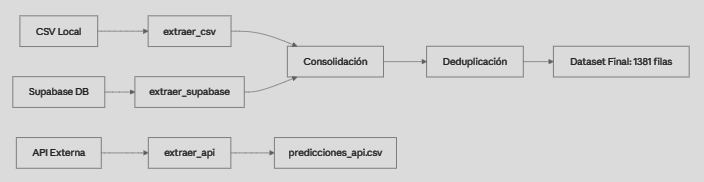 CSV Local
extraer_csv
Supabase DB
extraer_supabase
Consolidación
Deduplicación
Dataset Final: 1381 filas
API Externa
extraer_api
predicciones_api.csv